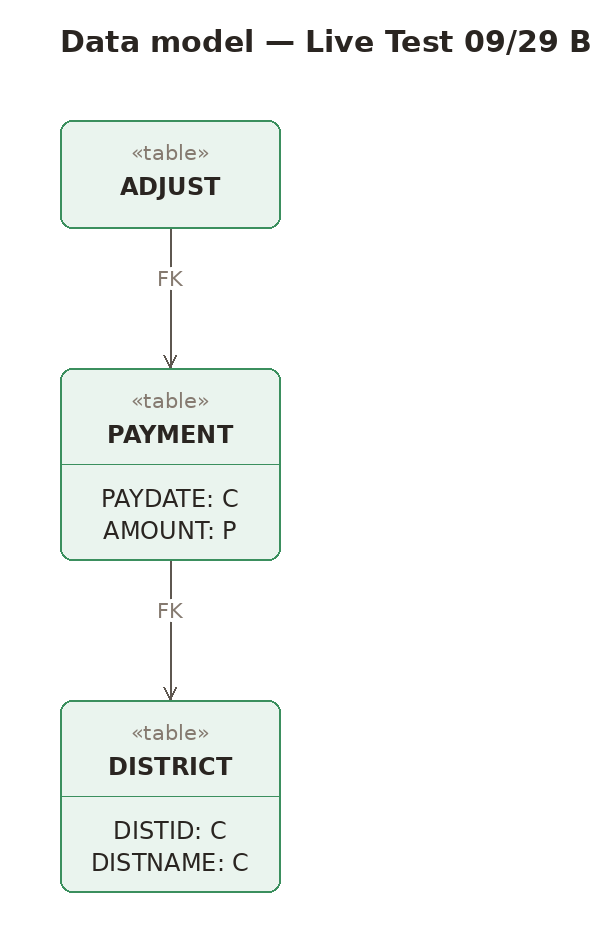 Data model — Live Test 09/29 B
«table»
ADJUST
FK
«table»
PAYMENT
PAYDATE: C
AMOUNT: P
FK
«table»
DISTRICT
DISTID: C
DISTNAME: C